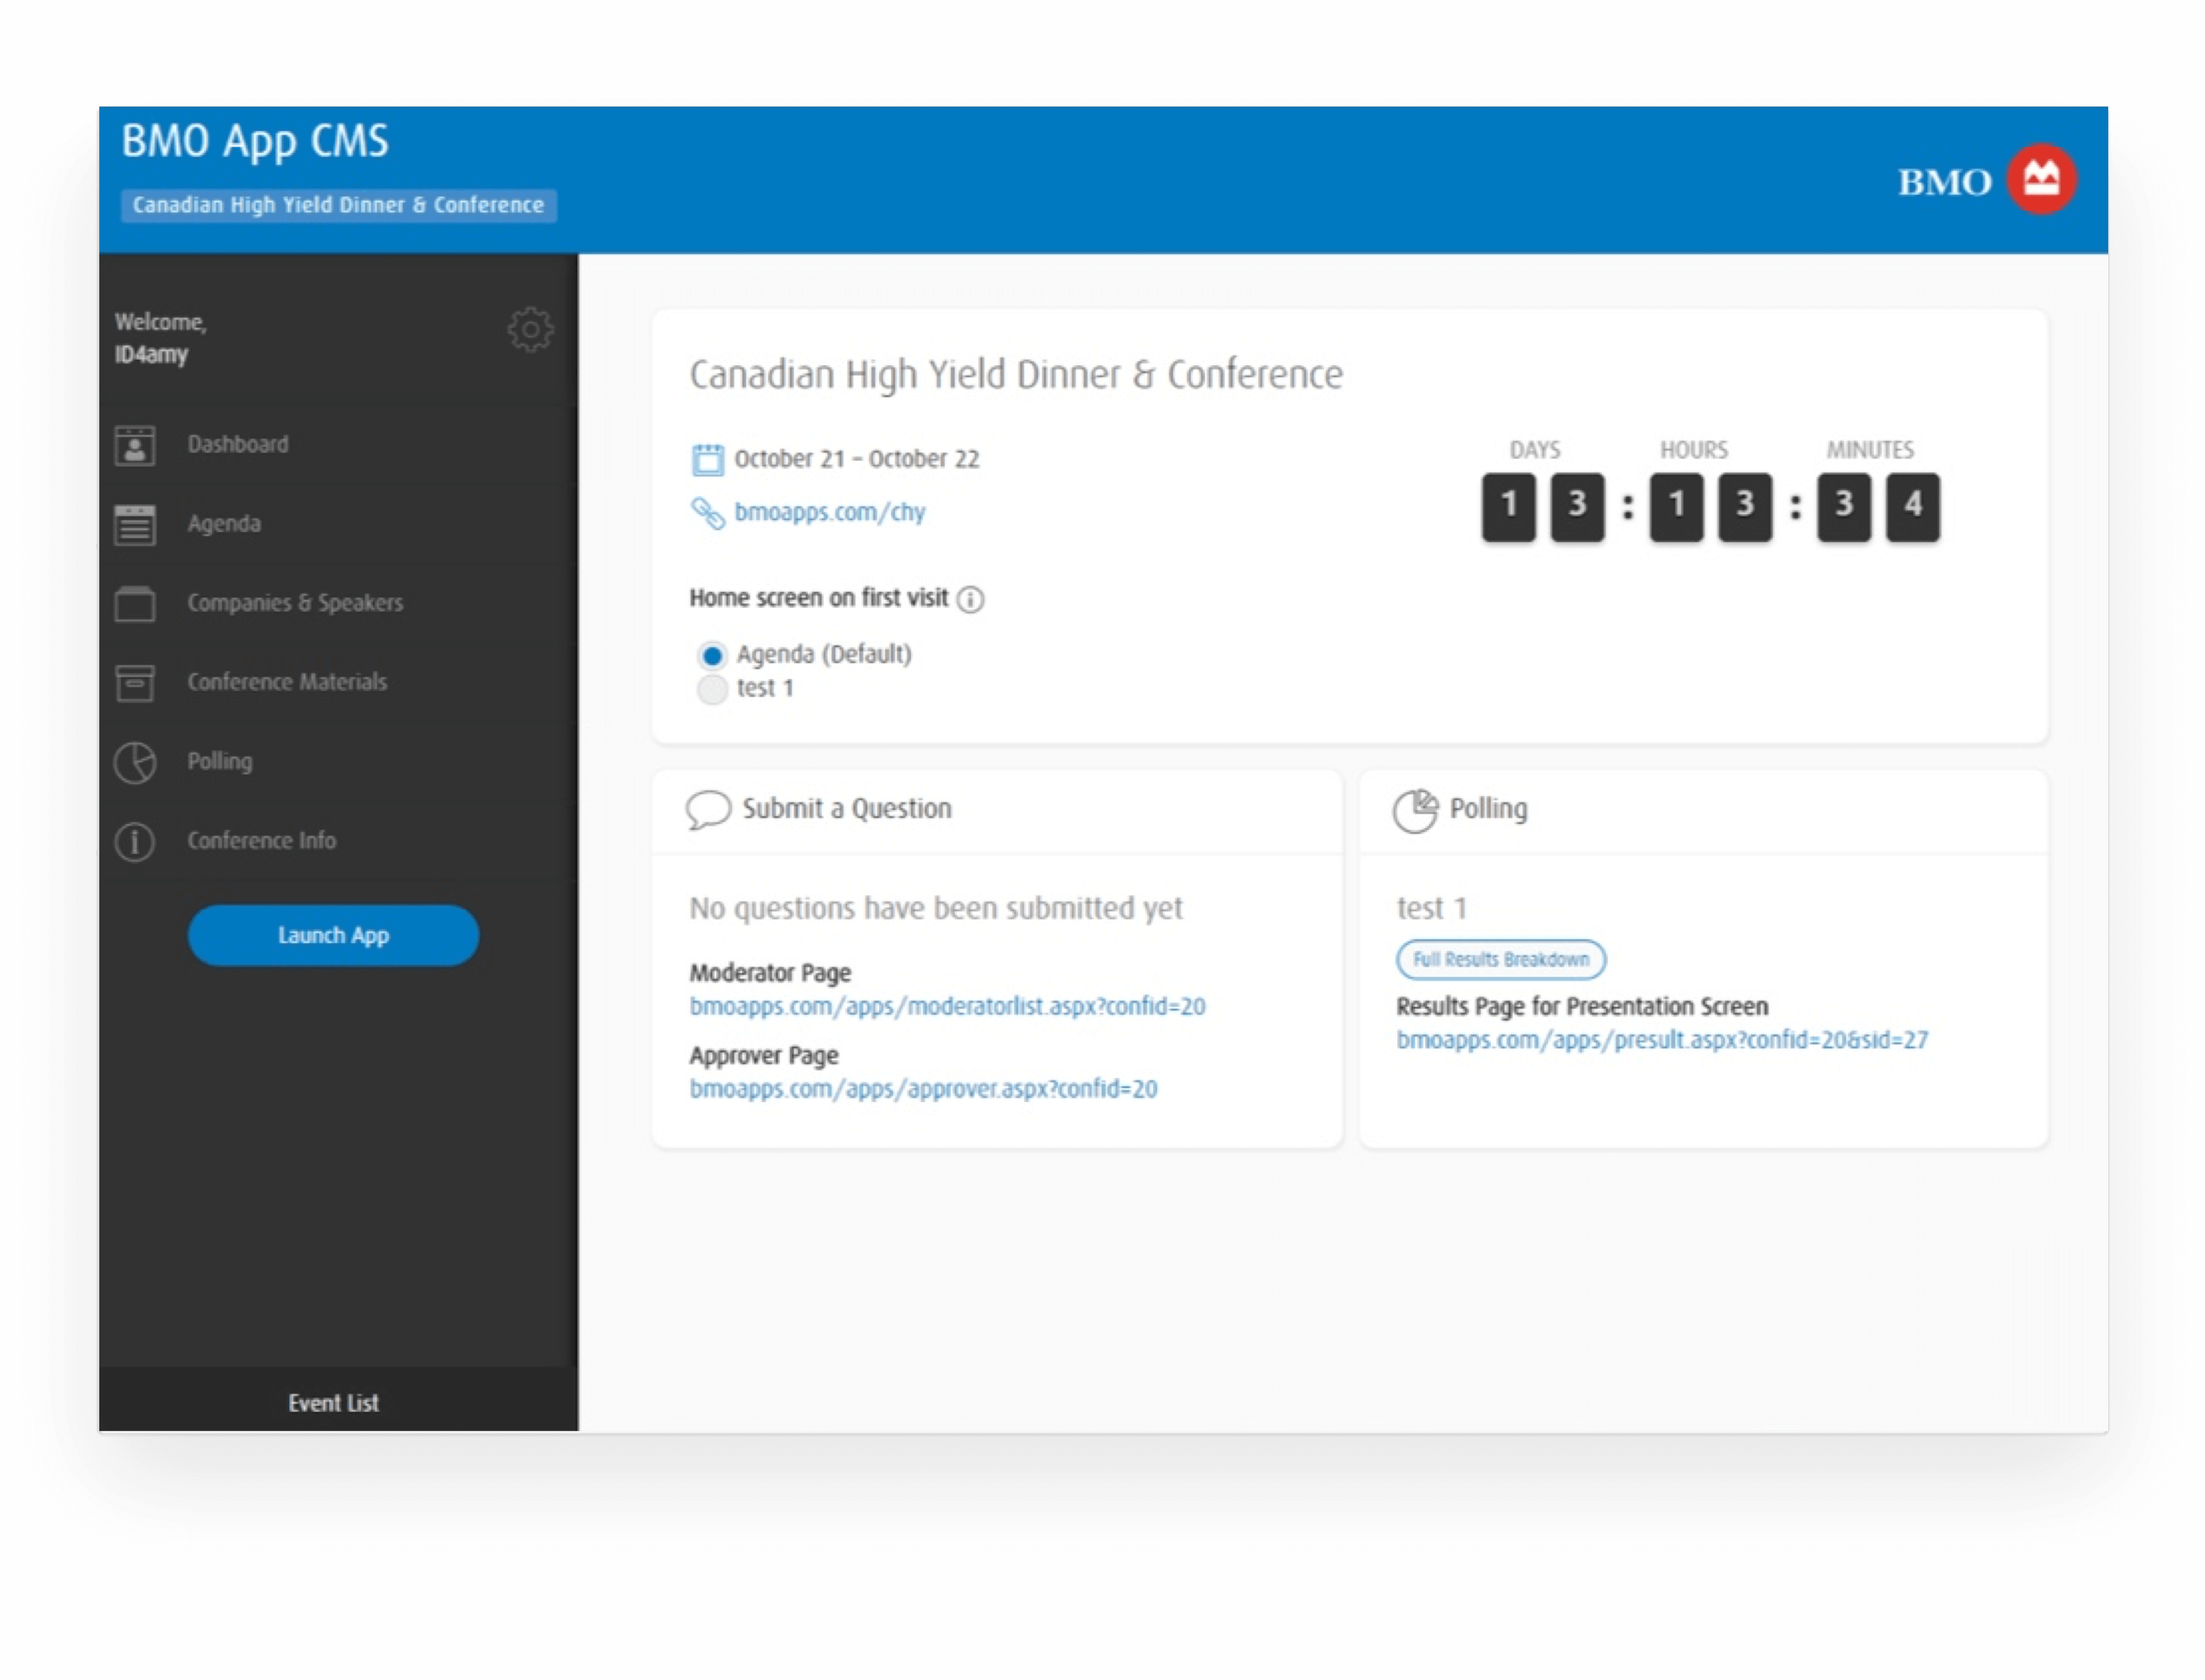 BMO App CMS
Canadian High Yield Dinner & Conference
BMO
Welcome,
ID4amy
Dashboard
Agenda
Companies & Speakers
Conference Materials
Polling
Conference Info
Launch App
Event List
Canadian High Yield Dinner & Conference
October 21 – October 22
bmoapps.com/chy
DAYS HOURS MINUTES
1 3 : 1 3 : 3 4
Home screen on first visit
Agenda (Default)
test 1
Submit a Question
No questions have been submitted yet
Moderator Page
bmoapps.com/apps/moderatorlist.aspx?confid=20
Approver Page
bmoapps.com/apps/approver.aspx?confid=20
Polling
test 1
Full Results Breakdown
Results Page for Presentation Screen
bmoapps.com/apps/presult.aspx?confid=20&sid=27